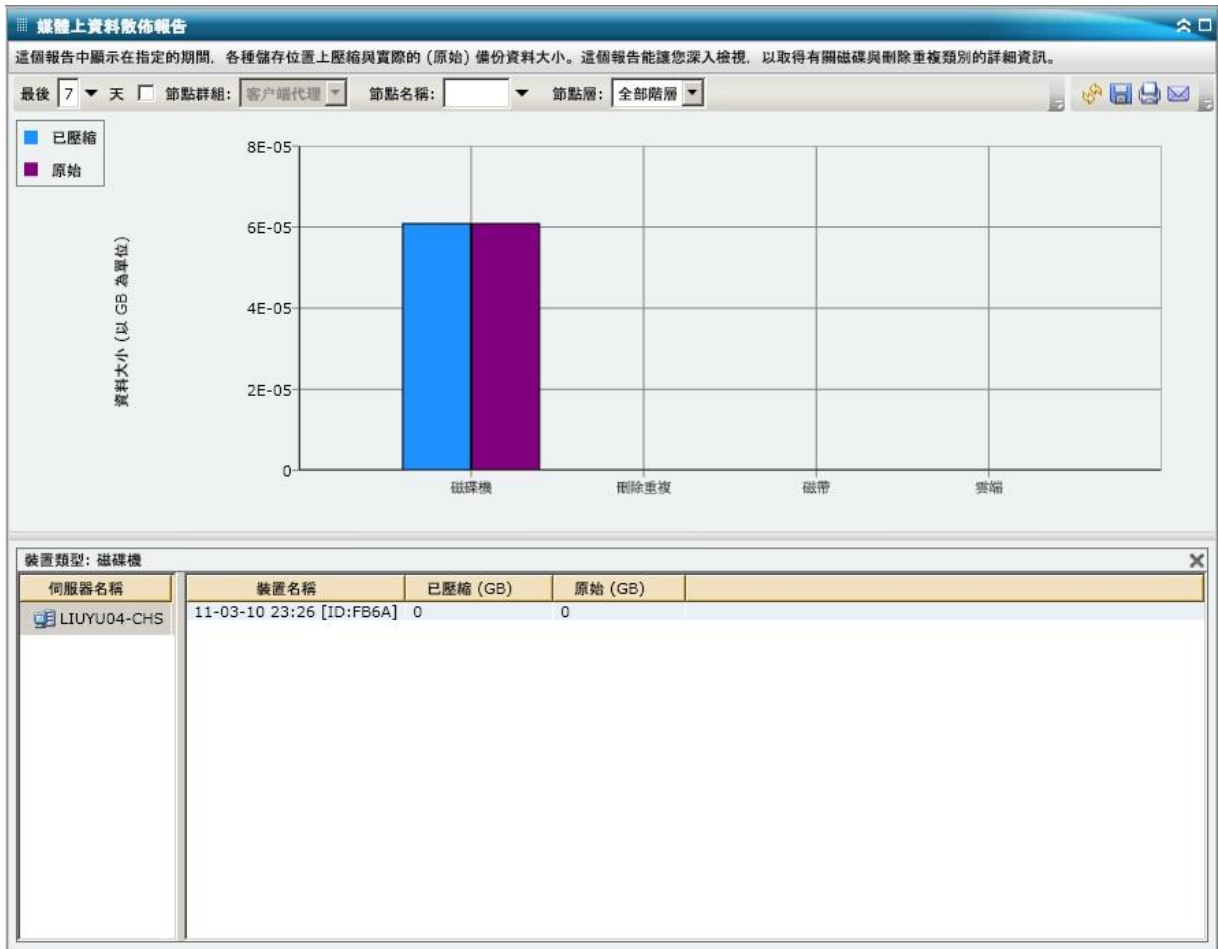 媒體上資料散佈報告
這個報告中顯示在指定的期間, 各種儲存位置上壓縮與實際的 (原始) 備份資料大小。這個報告能讓您深入檢視, 以取得有關磁碟與刪除重複類別的詳細資訊。
最後 7 天 節點群組: 客户端代理 節點名稱: 節點層: 全部階層
已壓縮
原始
資料大小 (以 GB 為單位)
8E-05
6E-05
4E-05
2E-05
0
磁碟機 刪除重複 磁帶 雲端
裝置類型: 磁碟機
伺服器名稱 裝置名稱 已壓縮 (GB) 原始 (GB)
LIUYU04-CHS 11-03-10 23:26 [ID:FB6A] 0 0